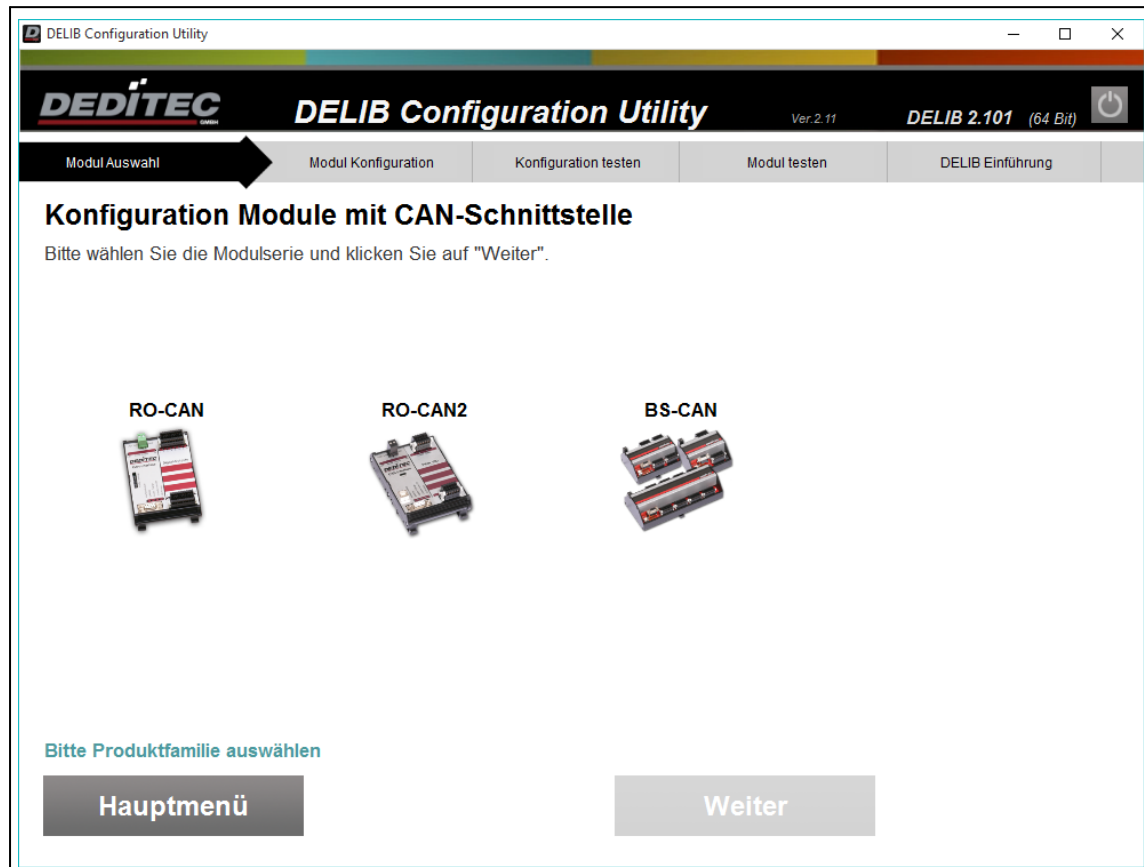 DELIB Configuration Utility
DEDITEC
GMBH
DELIB Configuration Utility
Ver.2.11
DELIB 2.101 (64 Bit)
Modul Auswahl
Modul Konfiguration
Konfiguration testen
Modul testen
DELIB Einführung
Konfiguration Module mit CAN-Schnittstelle
Bitte wählen Sie die Modulserie und klicken Sie auf "Weiter".
RO-CAN
RO-CAN2
BS-CAN
Bitte Produktfamilie auswählen
Hauptmenü
Weiter